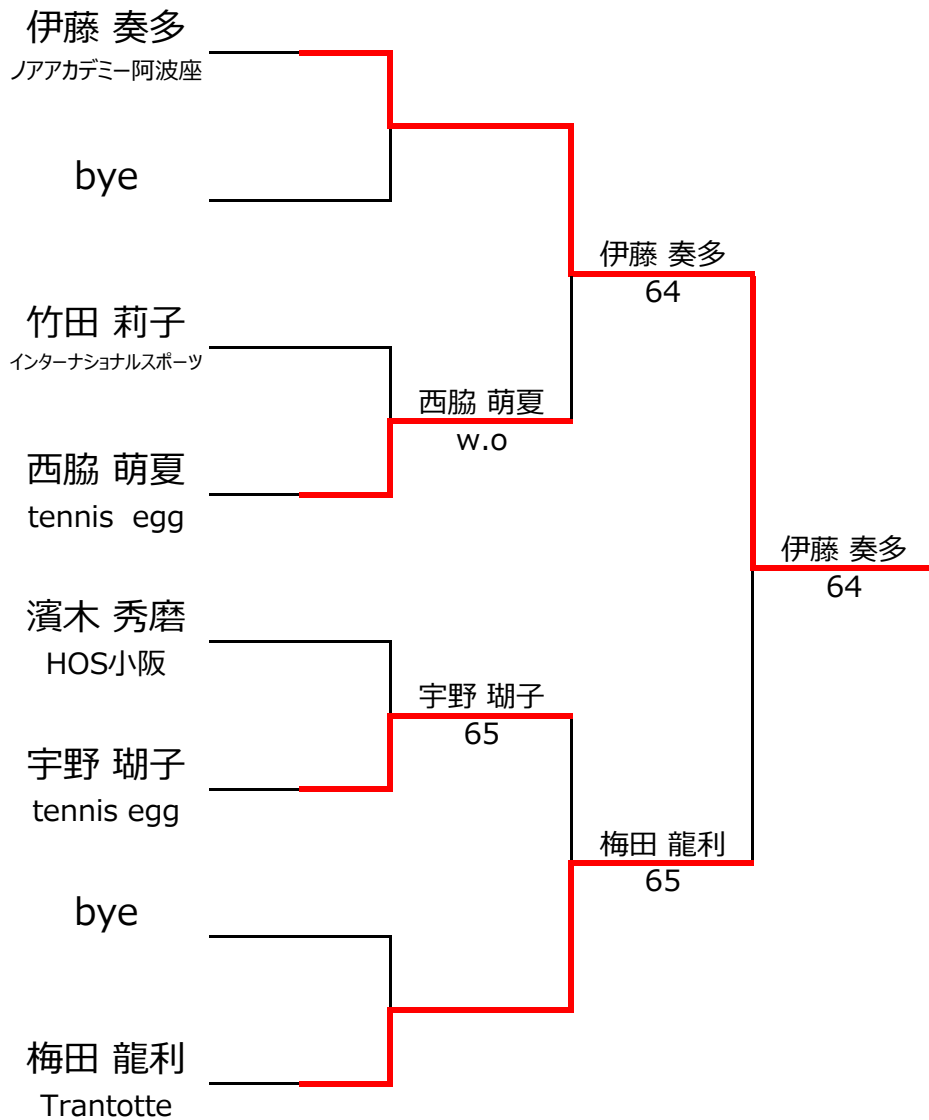 伊藤 奏多
ノアアカデミー阿波座
bye
竹田 莉子
インターナショナルスポーツ
西脇 萌夏
tennis egg
濱木 秀磨
HOS小阪
宇野 瑚子
tennis egg
bye
梅田 龍利
Trantotte
西脇 萌夏
w.o
宇野 瑚子
65
伊藤 奏多
64
梅田 龍利
65
伊藤 奏多
64